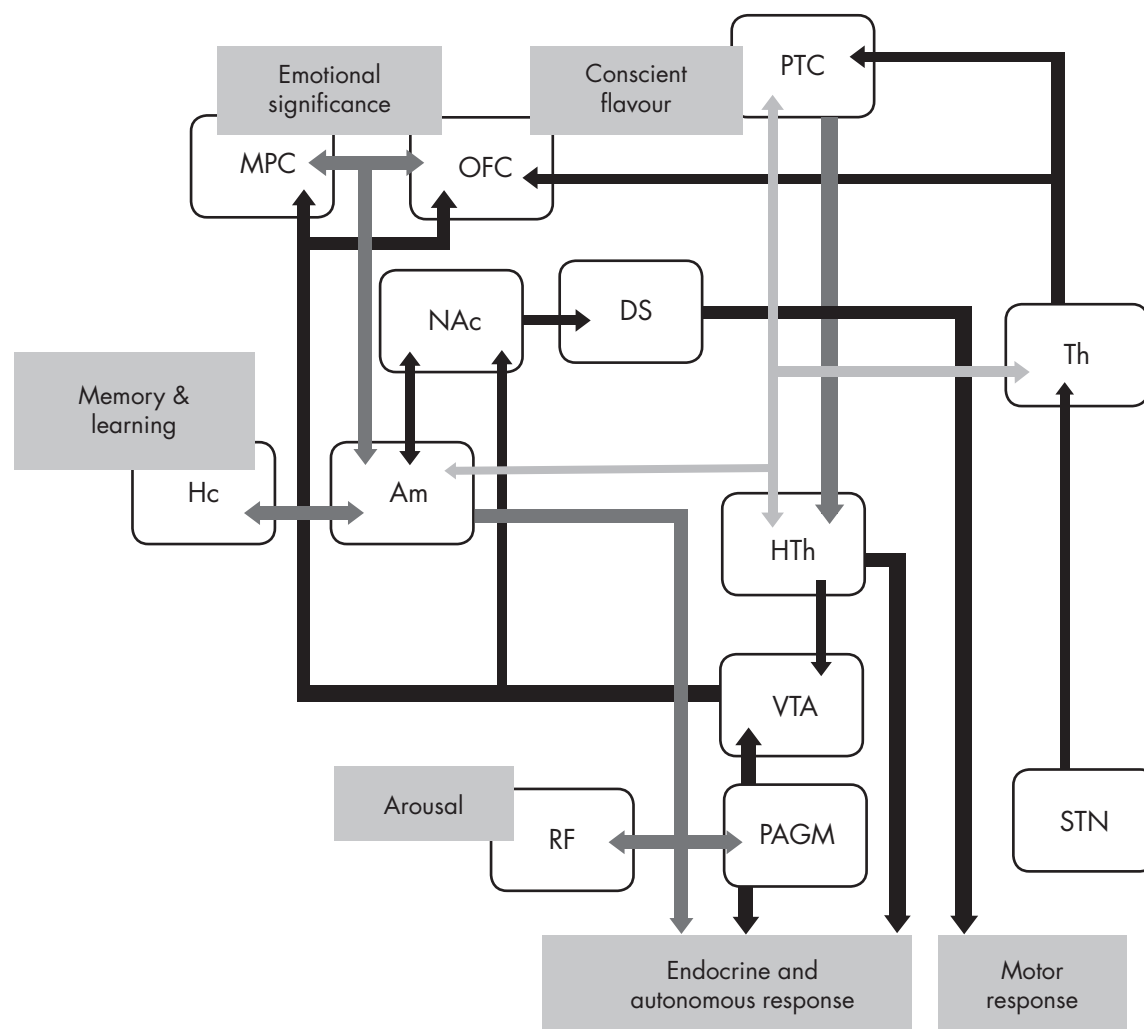 Emotional
significance
Conscient
flavour
PTC
MPC
OFC
NAc
DS
Th
Memory &
learning
Hc
Am
HTh
VTA
Arousal
RF
PAGM
STN
Endocrine and
autonomous response
Motor
response